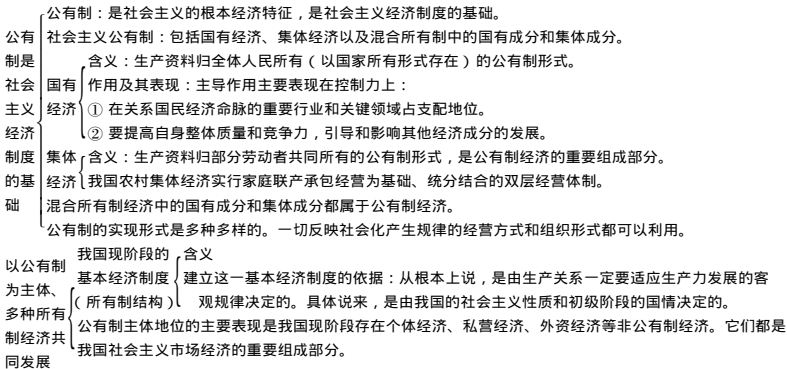 公有制是社会主义经济制度的基础
公有制：是社会主义的根本经济特征，是社会主义经济制度的基础。
社会主义公有制：包括国有经济、集体经济以及混合所有制中的国有成分和集体成分。
国有经济
含义：生产资料归全体人民所有（以国家所有形式存在）的公有制形式。
作用及其表现：主导作用主要表现在控制力上：
① 在关系国民经济命脉的重要行业和关键领域占支配地位。
② 要提高自身整体质量和竞争力，引导和影响其他经济成分的发展。
集体经济
含义：生产资料归部分劳动者共同所有的公有制形式，是公有制经济的重要组成部分。
我国农村集体经济实行家庭联产承包经营为基础、统分结合的双层经营体制。
混合所有制经济中的国有成分和集体成分都属于公有制经济。
公有制的实现形式是多种多样的。一切反映社会化产生规律的经营方式和组织形式都可以利用。
以公有制为主体、多种所有制经济共同发展
我国现阶段的
基本经济制度
（所有制结构）
含义
建立这一基本经济制度的依据：从根本上说，是由生产关系一定要适应生产力发展的客
观规律决定的。具体说来，是由我国的社会主义性质和初级阶段的国情决定的。
公有制主体地位的主要表现是我国现阶段存在个体经济、私营经济、外资经济等非公有制经济。它们都是
我国社会主义市场经济的重要组成部分。